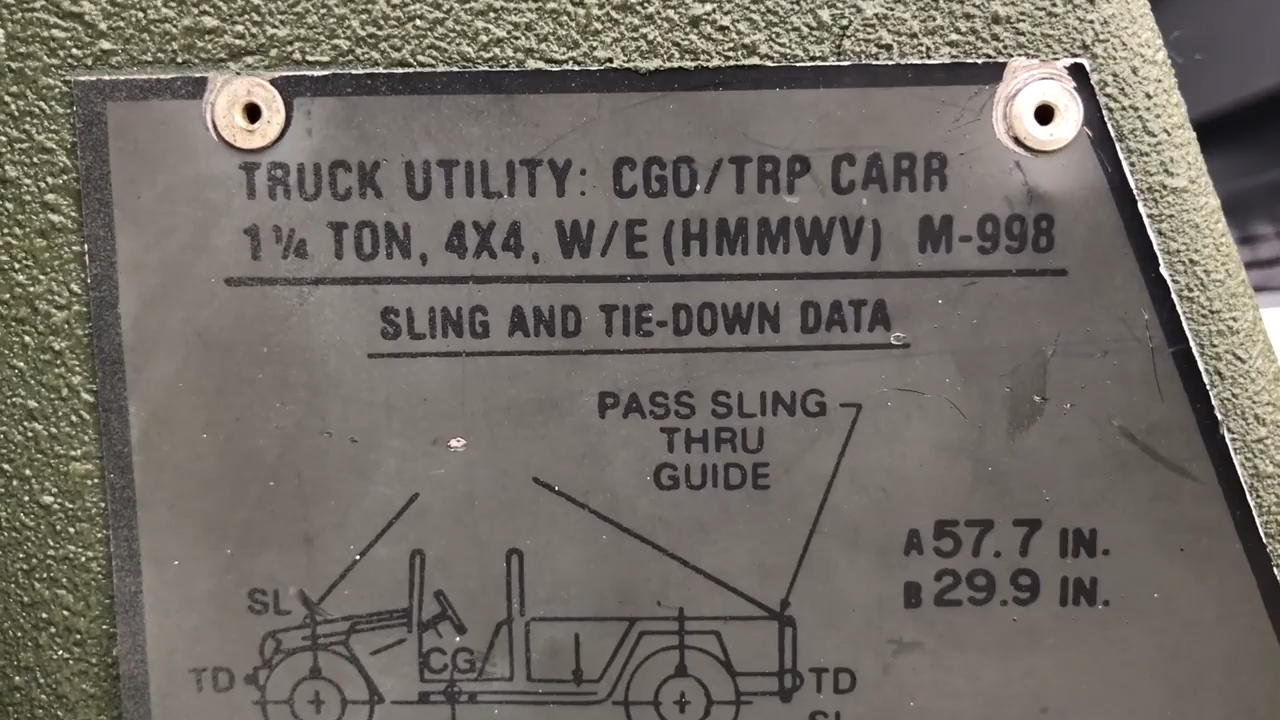 TRUCK UTILITY: CGO/TRP CARR
1¼ TON, 4X4, W/E (HMMWV) M-998
SLING AND TIE-DOWN DATA
PASS SLING
THRU
GUIDE
A 57.7 IN.
B 29.9 IN.
SL
CG
TD
TD
SL